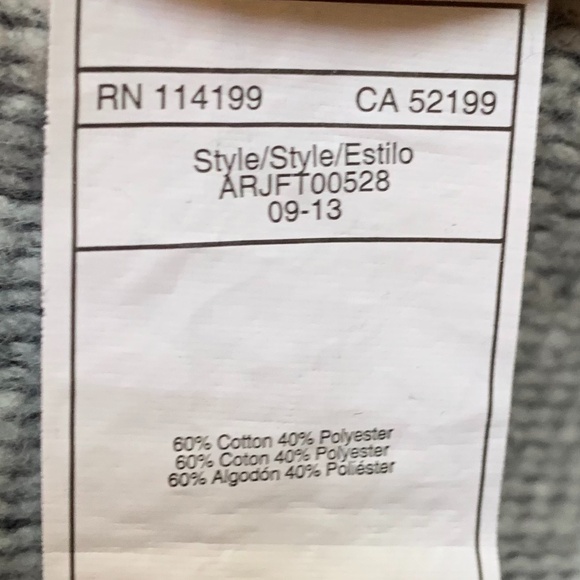 RN 114199 CA 52199
Style/Style/Estilo
ARJFT00528
09-13
60% Cotton 40% Polyester
60% Coton 40% Polyester
60% Algodón 40% Poliéster